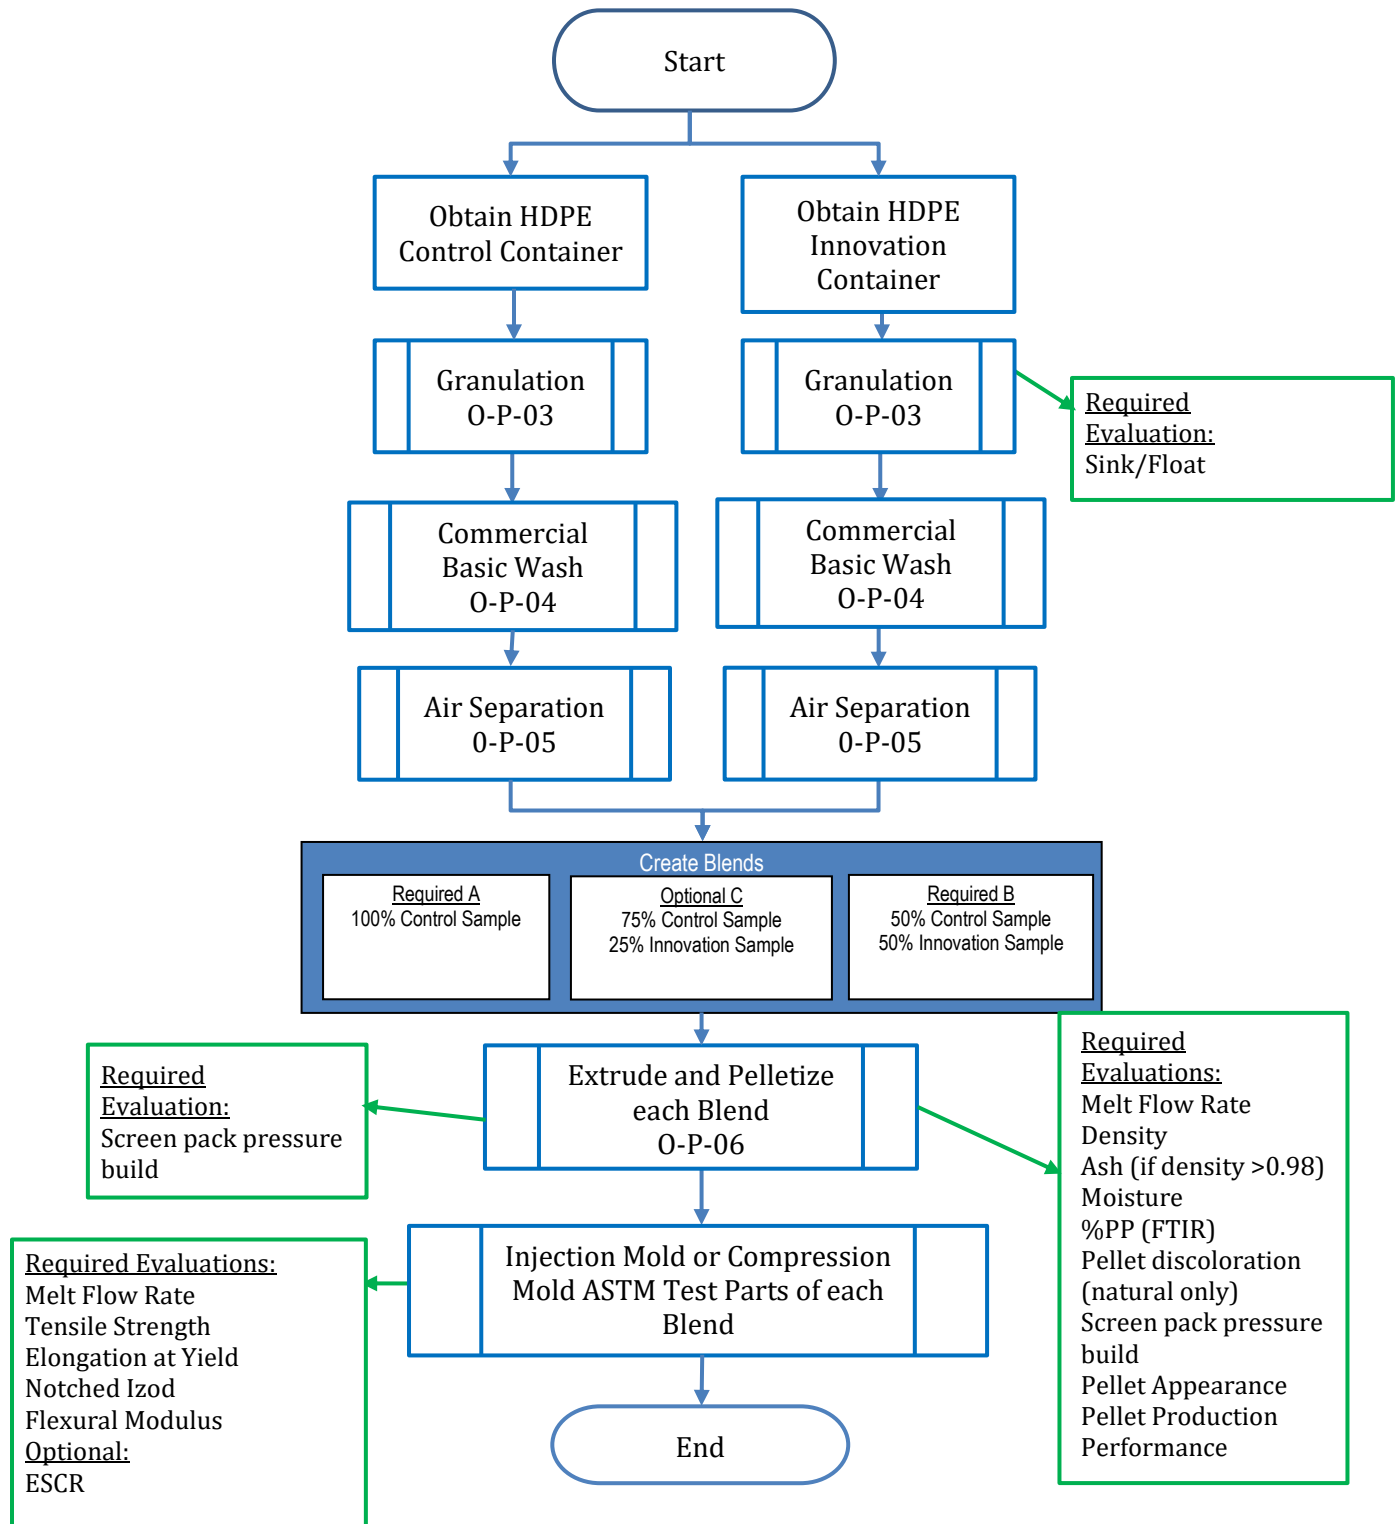 Start
Obtain HDPE
Control Container
Obtain HDPE
Innovation
Container
Granulation
O-P-03
Granulation
O-P-03
Required
Evaluation:
Sink/Float
Commercial
Basic Wash
O-P-04
Commercial
Basic Wash
O-P-04
Air Separation
0-P-05
Air Separation
0-P-05
Create Blends
Required A
100% Control Sample
Optional C
75% Control Sample
25% Innovation Sample
Required B
50% Control Sample
50% Innovation Sample
Required
Evaluation:
Screen pack pressure
build
Extrude and Pelletize
each Blend
O-P-06
Required
Evaluations:
Melt Flow Rate
Density
Ash (if density >0.98)
Moisture
%PP (FTIR)
Pellet discoloration
(natural only)
Screen pack pressure
build
Pellet Appearance
Pellet Production
Performance
Required Evaluations:
Melt Flow Rate
Tensile Strength
Elongation at Yield
Notched Izod
Flexural Modulus
Optional:
ESCR
Injection Mold or Compression
Mold ASTM Test Parts of each
Blend
End